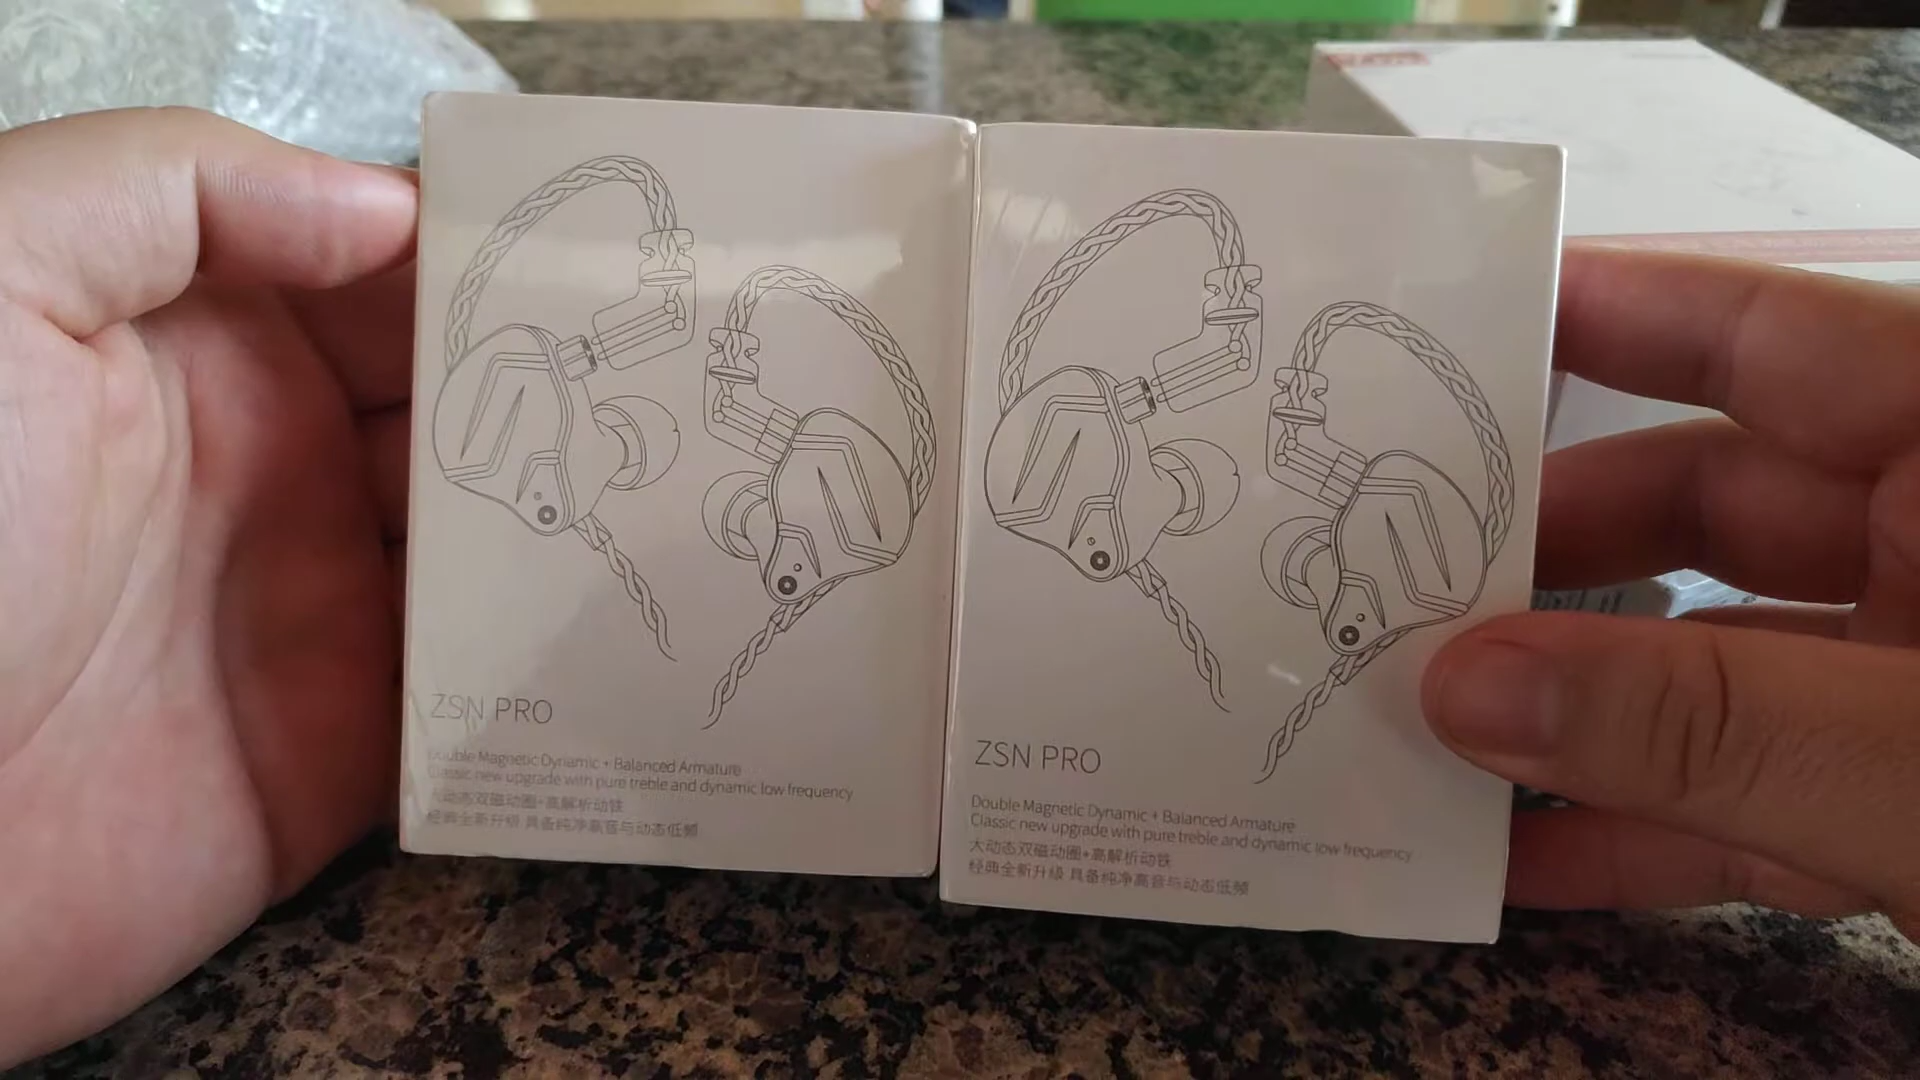 ZSN PRO
Double Magnetic Dynamic + Balanced Armature
Classic new upgrade with pure treble and dynamic low frequency
大动态双磁动圈+高解析动铁
经典全新升级 具备纯净高音与动态低频
ZSN PRO
Double Magnetic Dynamic + Balanced Armature
Classic new upgrade with pure treble and dynamic low frequency
大动态双磁动圈+高解析动铁
经典全新升级 具备纯净高音与动态低频